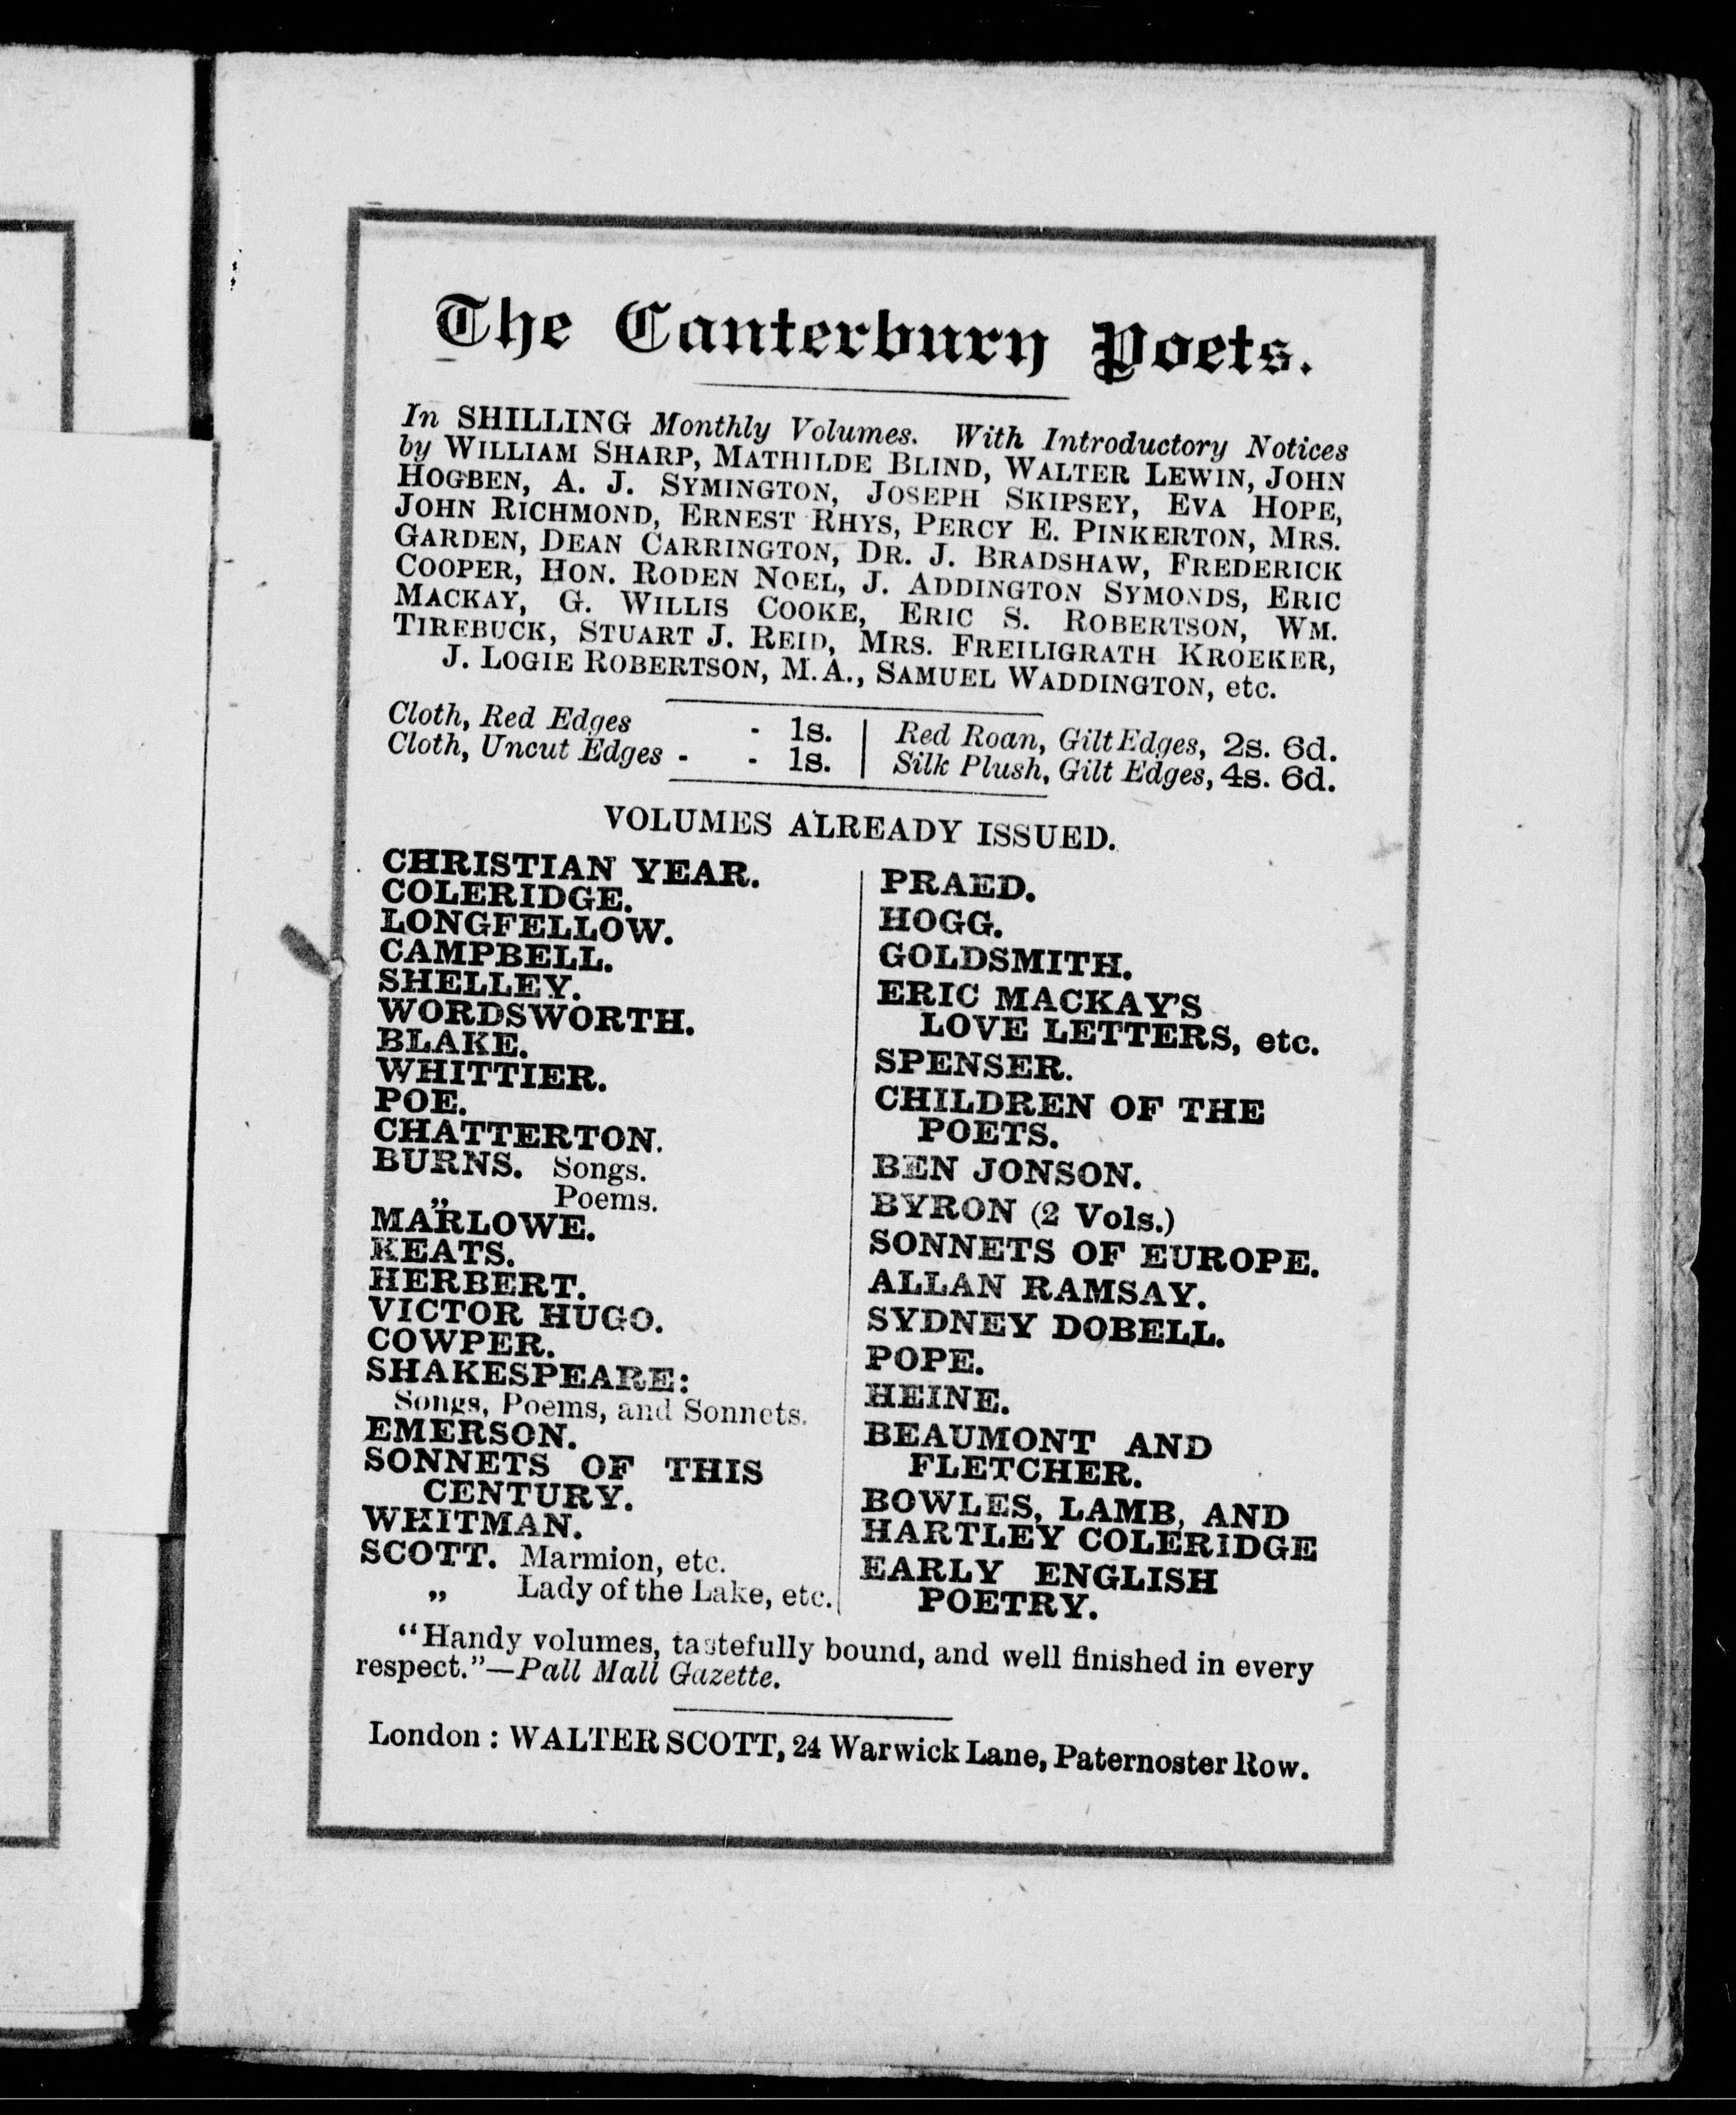 The Canterbury Poets.
In SHILLING Monthly Volumes. With Introductory Notices
by WILLIAM SHARP, MATHILDE BLIND, WALTER LEWIN, JOHN
HOGBEN, A. J. SYMINGTON, JOSEPH SKIPSEY, EVA HOPE,
JOHN RICHMOND, ERNEST RHYS, PERCY E. PINKERTON, MRS.
GARDEN, DEAN CARRINGTON, DR. J. BRADSHAW, FREDERICK
COOPER, HON. RODEN NOEL, J. ADDINGTON SYMONDS, ERIC
MACKAY, G. WILLIS COOKE, ERIC S. ROBERTSON, WM.
TIREBUCK, STUART J. REID, MRS. FREILIGRATH KROEKER,
J. LOGIE ROBERTSON, M.A., SAMUEL WADDINGTON, etc.
Cloth, Red Edges - 1s.
Cloth, Uncut Edges - - 1s.
Red Roan, Gilt Edges, 2s. 6d.
Silk Plush, Gilt Edges, 4s. 6d.
VOLUMES ALREADY ISSUED.
CHRISTIAN YEAR.
COLERIDGE.
LONGFELLOW.
CAMPBELL.
SHELLEY.
WORDSWORTH.
BLAKE.
WHITTIER.
POE.
CHATTERTON.
BURNS. Songs.
„ Poems.
MARLOWE.
KEATS.
HERBERT.
VICTOR HUGO.
COWPER.
SHAKESPEARE:
Songs, Poems, and Sonnets.
EMERSON.
SONNETS OF THIS
CENTURY.
WHITMAN.
SCOTT. Marmion, etc.
„ Lady of the Lake, etc.
PRAED.
HOGG.
GOLDSMITH.
ERIC MACKAY'S
LOVE LETTERS, etc.
SPENSER.
CHILDREN OF THE
POETS.
BEN JONSON.
BYRON (2 Vols.)
SONNETS OF EUROPE.
ALLAN RAMSAY.
SYDNEY DOBELL.
POPE.
HEINE.
BEAUMONT AND
FLETCHER.
BOWLES, LAMB, AND
HARTLEY COLERIDGE
EARLY ENGLISH
POETRY.
"Handy volumes, tastefully bound, and well finished in every
respect."—Pall Mall Gazette.
London : WALTER SCOTT, 24 Warwick Lane, Paternoster Row.